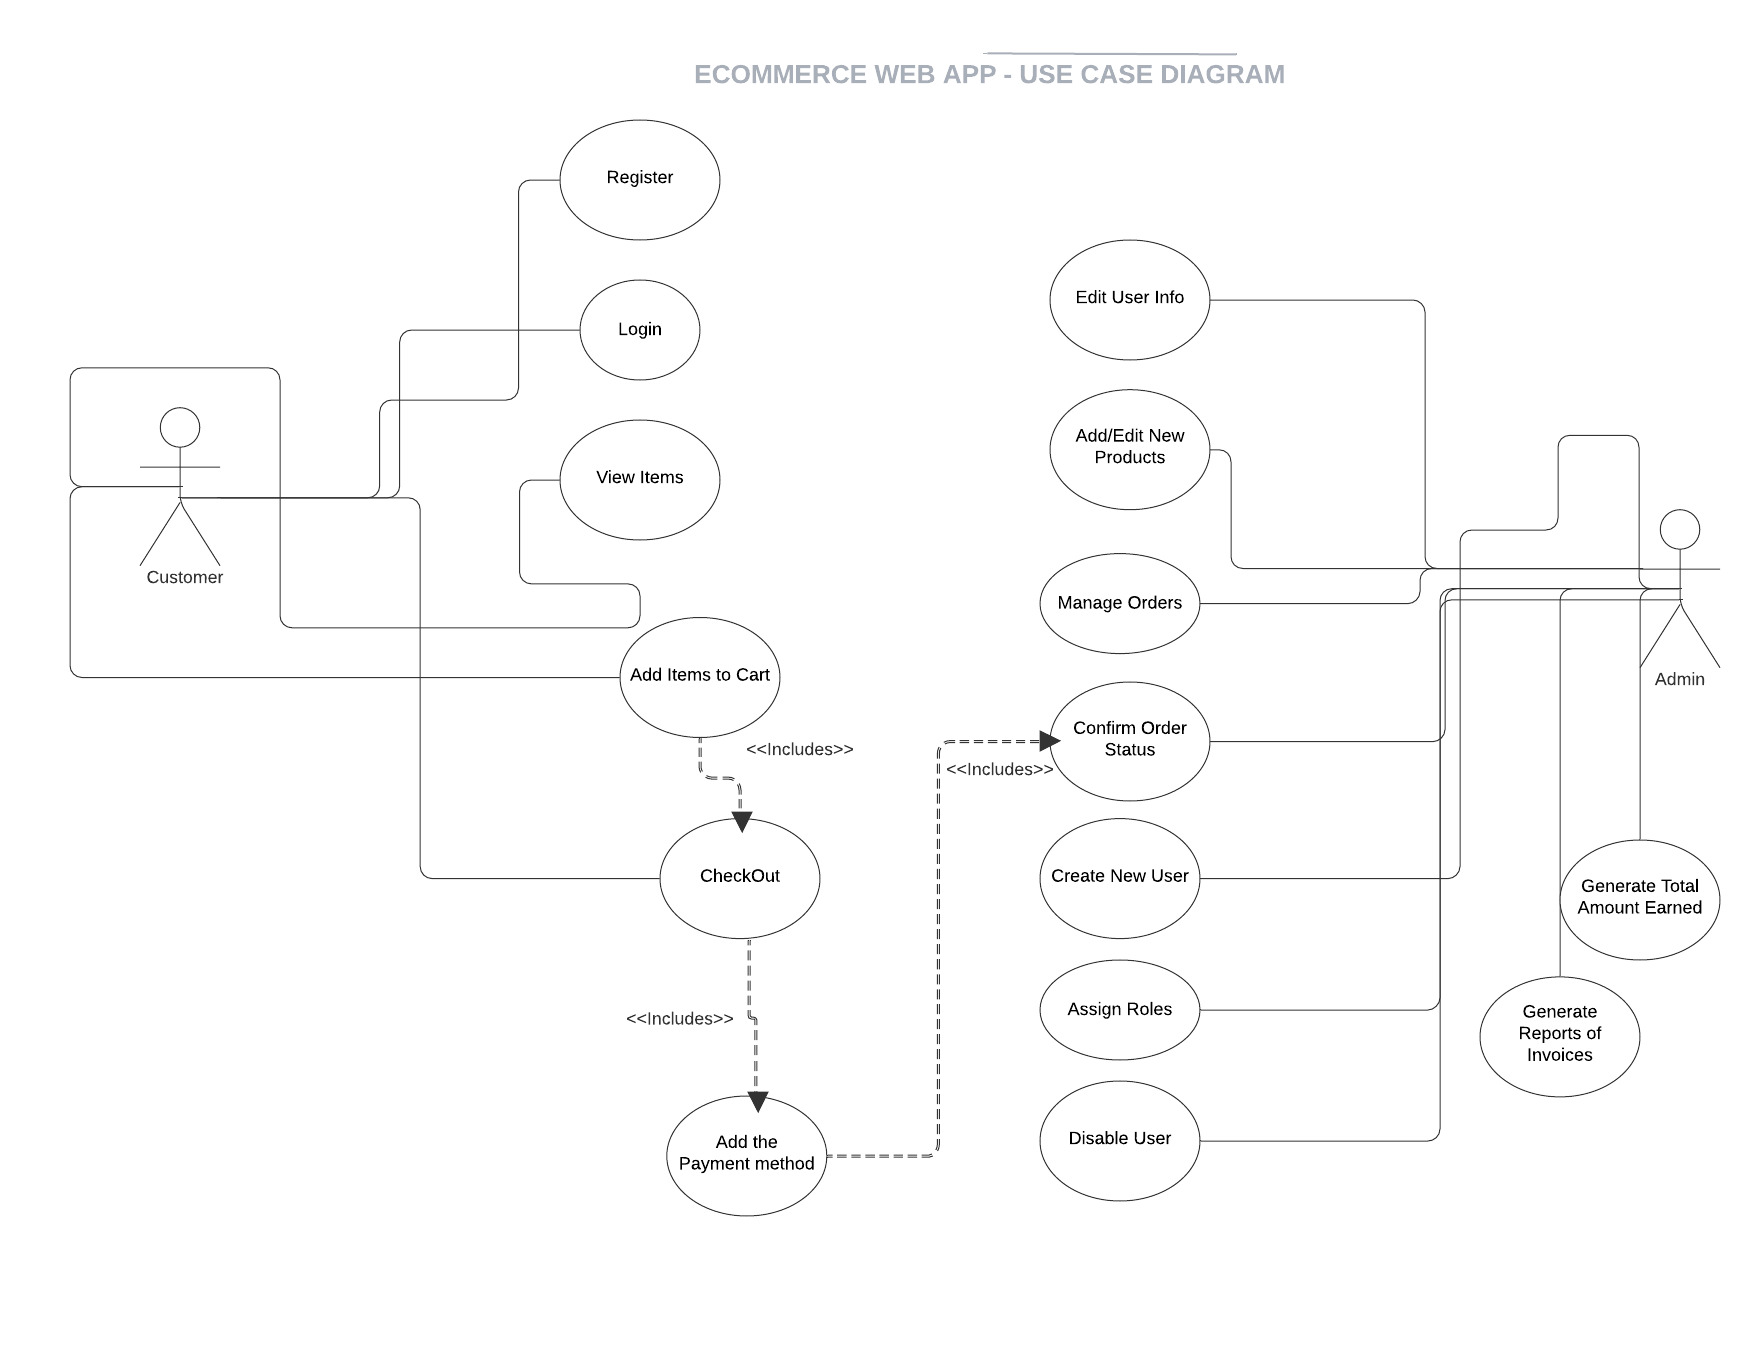 ECOMMERCE WEB APP - USE CASE DIAGRAM
Register
Login
View Items
Customer
Add Items to Cart
<<Includes>>
CheckOut
<<Includes>>
Add the
Payment method
<<Includes>>
Edit User Info
Add/Edit New
Products
Manage Orders
Confirm Order
Status
Create New User
Assign Roles
Disable User
Admin
Generate Total
Amount Earned
Generate
Reports of
Invoices